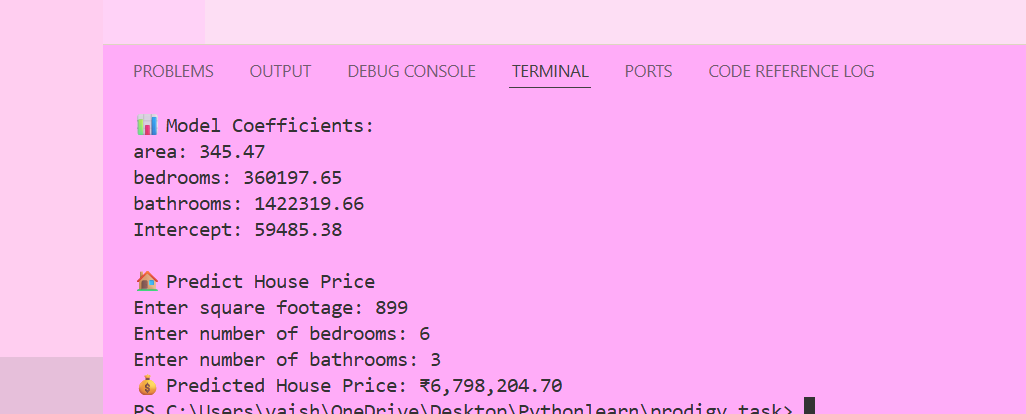 PROBLEMS OUTPUT DEBUG CONSOLE TERMINAL PORTS CODE REFERENCE LOG
📊 Model Coefficients:
area: 345.47
bedrooms: 360197.65
bathrooms: 1422319.66
Intercept: 59485.38
🏠 Predict House Price
Enter square footage: 899
Enter number of bedrooms: 6
Enter number of bathrooms: 3
💰 Predicted House Price: ₹6,798,204.70
PS C:\Users\vaish\OneDrive\Desktop\Pythonlearn\prodigy task>